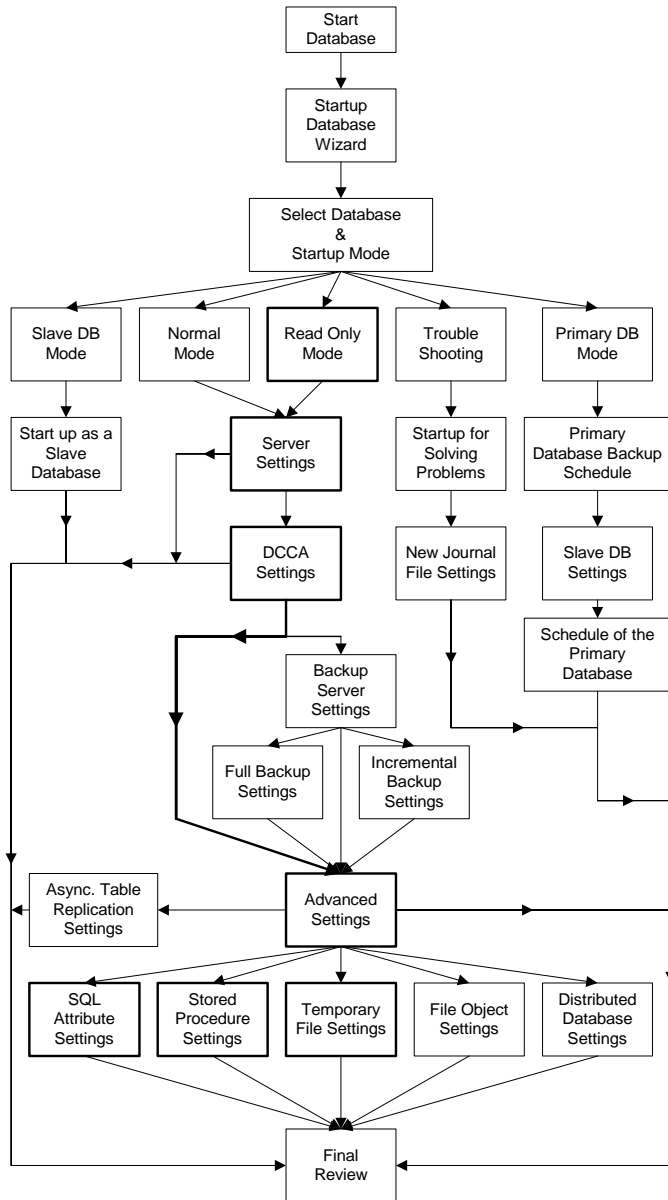 Start
Database
Startup
Database
Wizard
Select Database
&
Startup Mode
Slave DB
Mode
Normal
Mode
Read Only
Mode
Trouble
Shooting
Primary DB
Mode
Start up as a
Slave
Database
Server
Settings
Startup for
Solving
Problems
Primary
Database Backup
Schedule
DCCA
Settings
New Journal
File Settings
Slave DB
Settings
Schedule of the
Primary
Database
Backup
Server
Settings
Full Backup
Settings
Incremental
Backup
Settings
Async. Table
Replication
Settings
Advanced
Settings
SQL
Attribute
Settings
Stored
Procedure
Settings
Temporary
File Settings
File Object
Settings
Distributed
Database
Settings
Final
Review